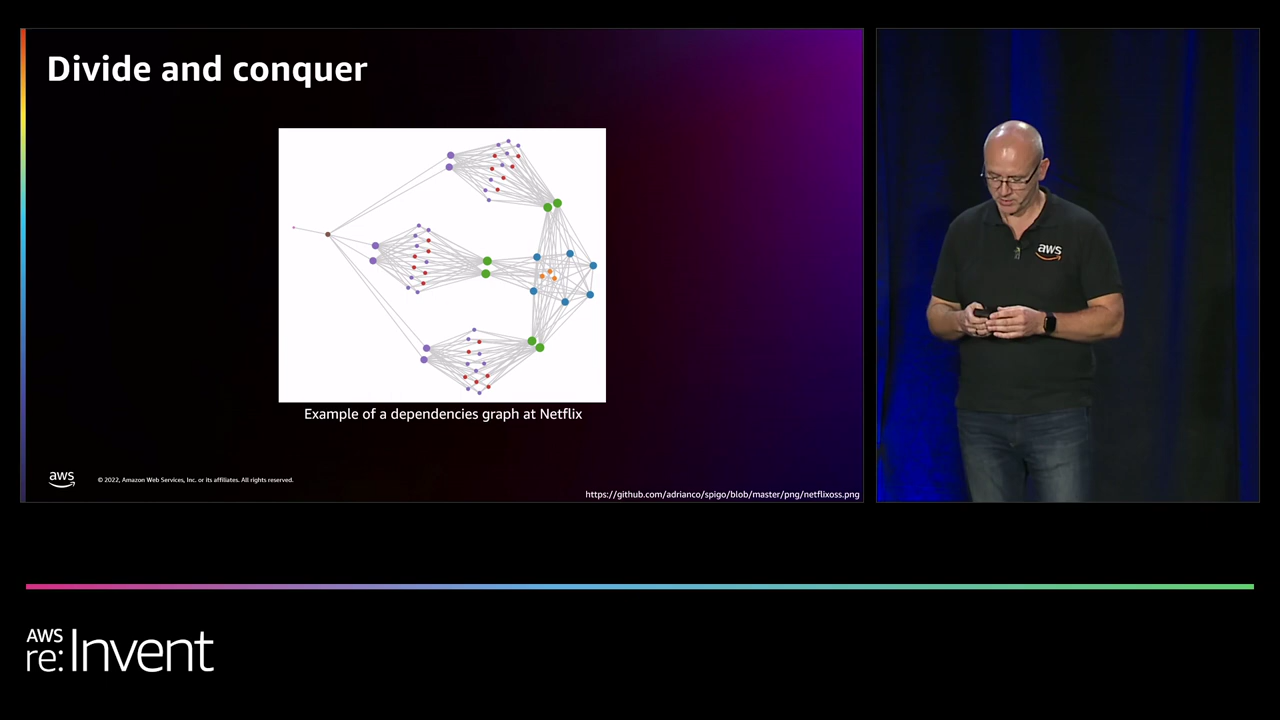 Divide and conquer
Example of a dependencies graph at Netflix
aws
© 2022, Amazon Web Services, Inc. or its affiliates. All rights reserved.
https://github.com/adrianco/spigo/blob/master/png/netflixoss.png
aws
AWS
re:Invent